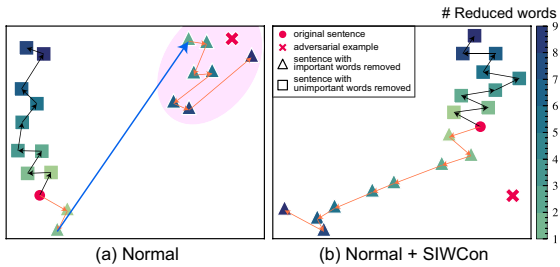 # Reduced words
original sentence
adversarial example
sentence with
important words removed
sentence with
unimportant words removed
9
8
7
6
5
4
3
2
1
(a) Normal
(b) Normal + SIWCon